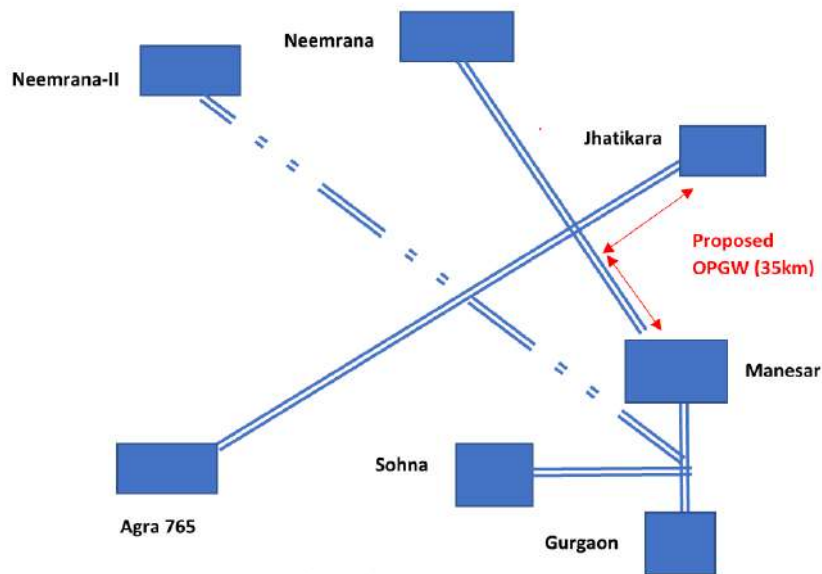 Neemrana
Neemrana-II
Jhatikara
Proposed
OPGW (35km)
Manesar
Sohna
Agra 765
Gurgaon